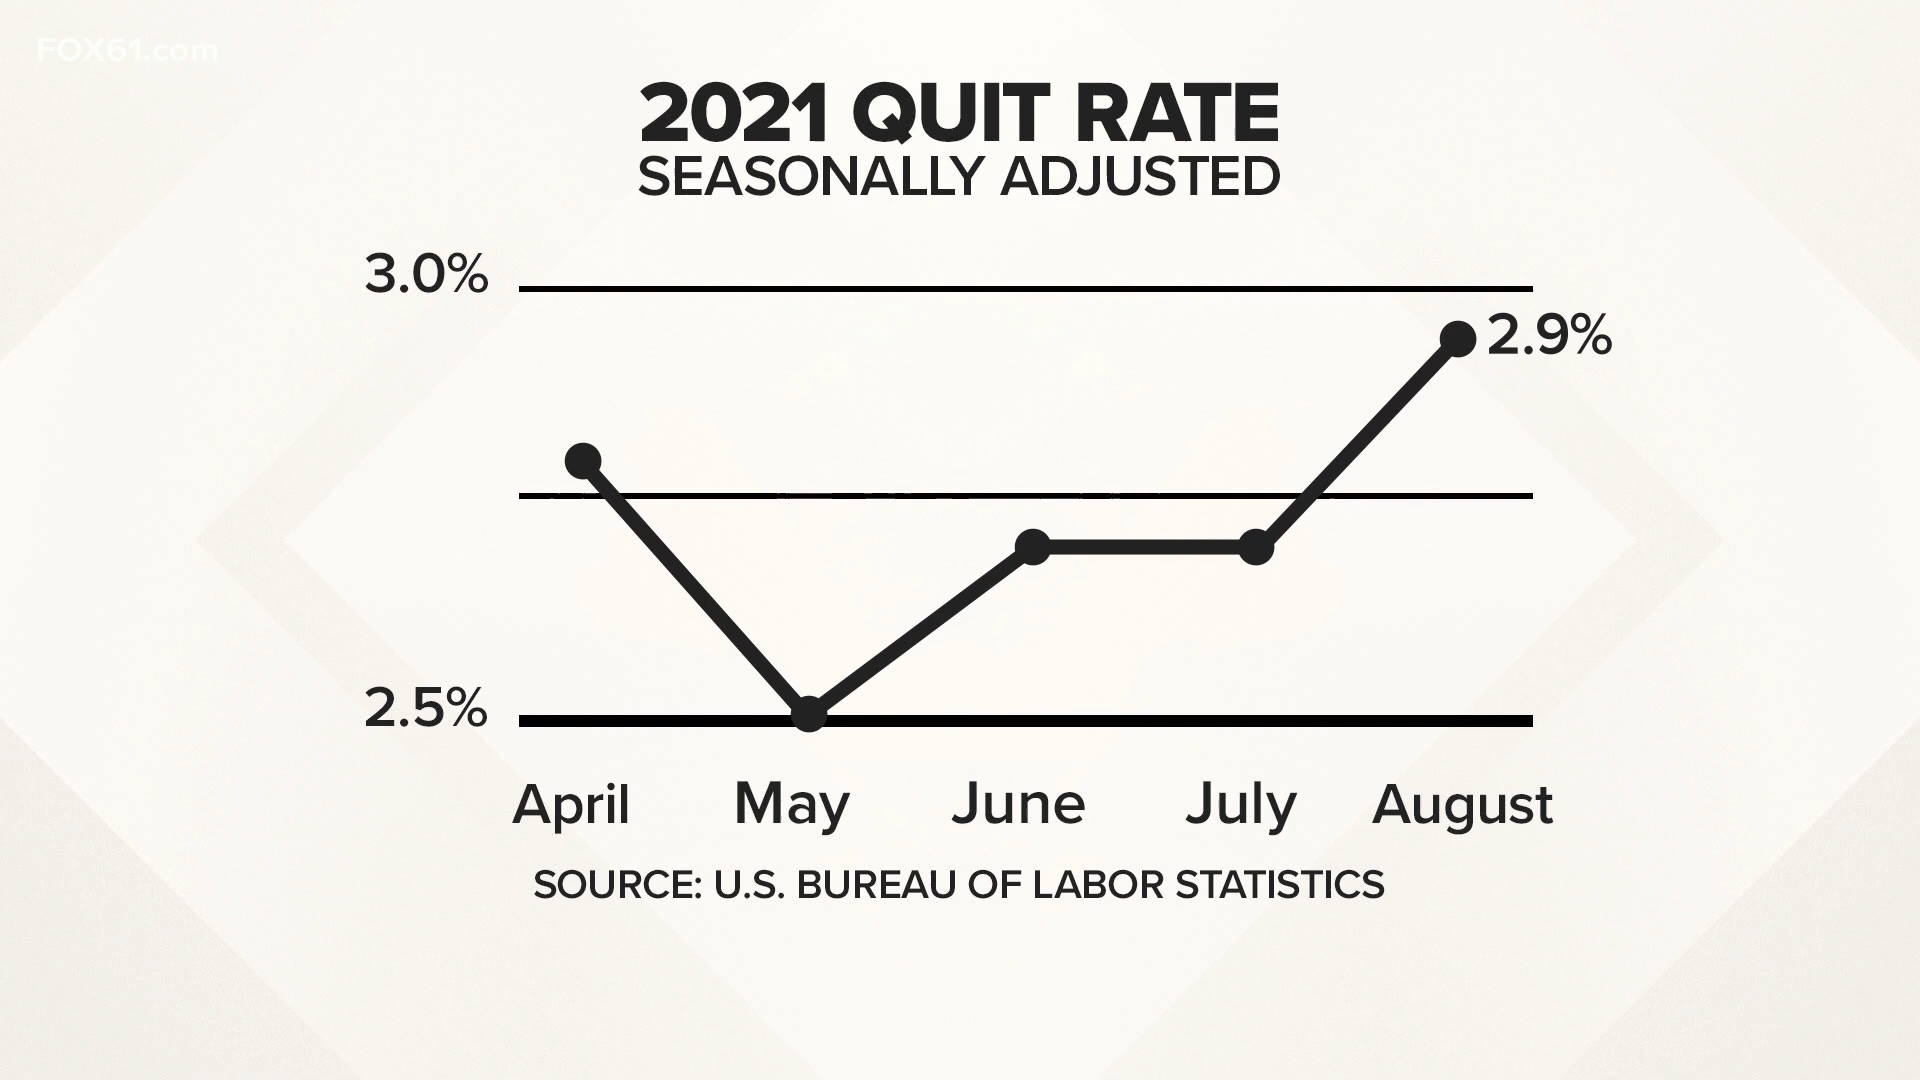 FOX61.com
2021 QUIT RATE
SEASONALLY ADJUSTED
3.0%
2.9%
2.5%
April May June July August
SOURCE: U.S. BUREAU OF LABOR STATISTICS